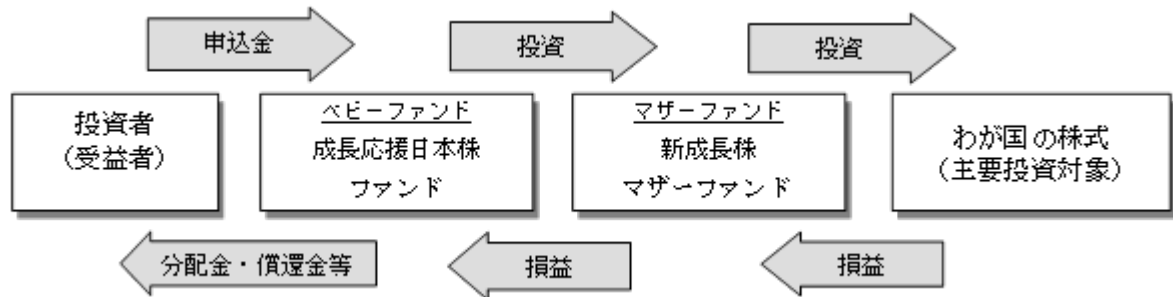 申込金
投資
投資
投資者
（受益者）
ベビーファンド
成長応援日本株
ファンド
マザーファンド
新成長株
マザーファンド
わが国の株式
（主要投資対象）
分配金・償還金等
損益
損益